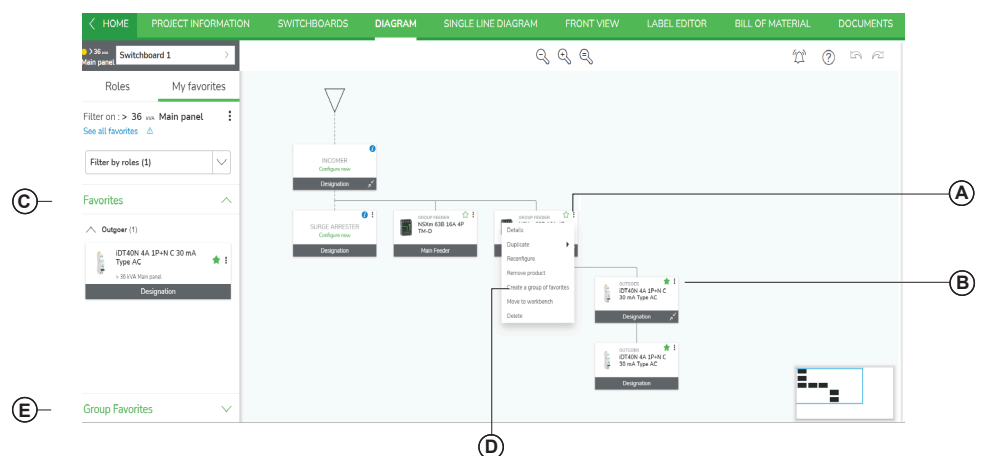 HOME PROJECT INFORMATION SWITCHBOARDS DIAGRAM SINGLE LINE DIAGRAM FRONT VIEW LABEL EDITOR BILL OF MATERIAL DOCUMENTS
> 36 kVA
Main panel
Switchboard 1
Roles My favorites
Filter on : > 36 kVA Main panel
See all favorites
Filter by roles (1)
Favorites
Outgoer (1)
iDT40N 4A 1P+N C 30 mA
Type AC
> 36 kVA Main panel
Designation
Group Favorites
INCOMER
Configure now
Designation
SURGE ARRESTER
Configure now
Designation
GROUP FEEDER
NSXm 63B 16A 4P
TM-D
Main Feeder
GROUP FEEDER
Details
Duplicate
Reconfigure
Remove product
Create a group of favorites
Move to workbench
Delete
OUTGOER
iDT40N 4A 1P+N C
30 mA Type AC
Designation
OUTGOER
iDT40N 4A 1P+N C
30 mA Type AC
Designation
A
B
C
D
E